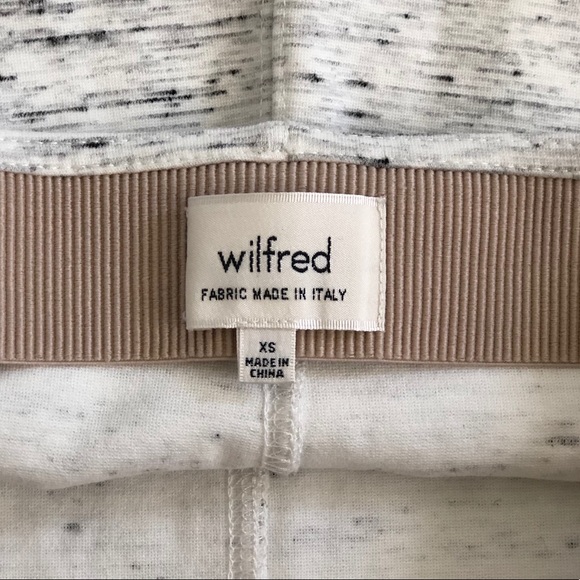 wilfred
FABRIC MADE IN ITALY
XS
MADE IN
CHINA